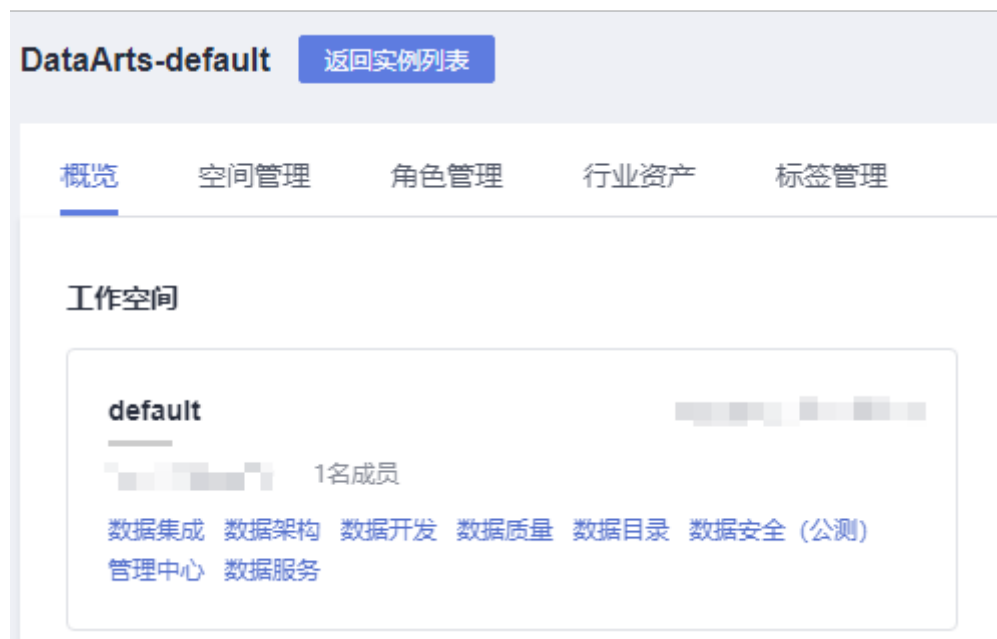 DataArts-default 返回实例列表
概览 空间管理 角色管理 行业资产 标签管理
工作空间
default
1名成员
数据集成 数据架构 数据开发 数据质量 数据目录 数据安全 (公测)
管理中心 数据服务